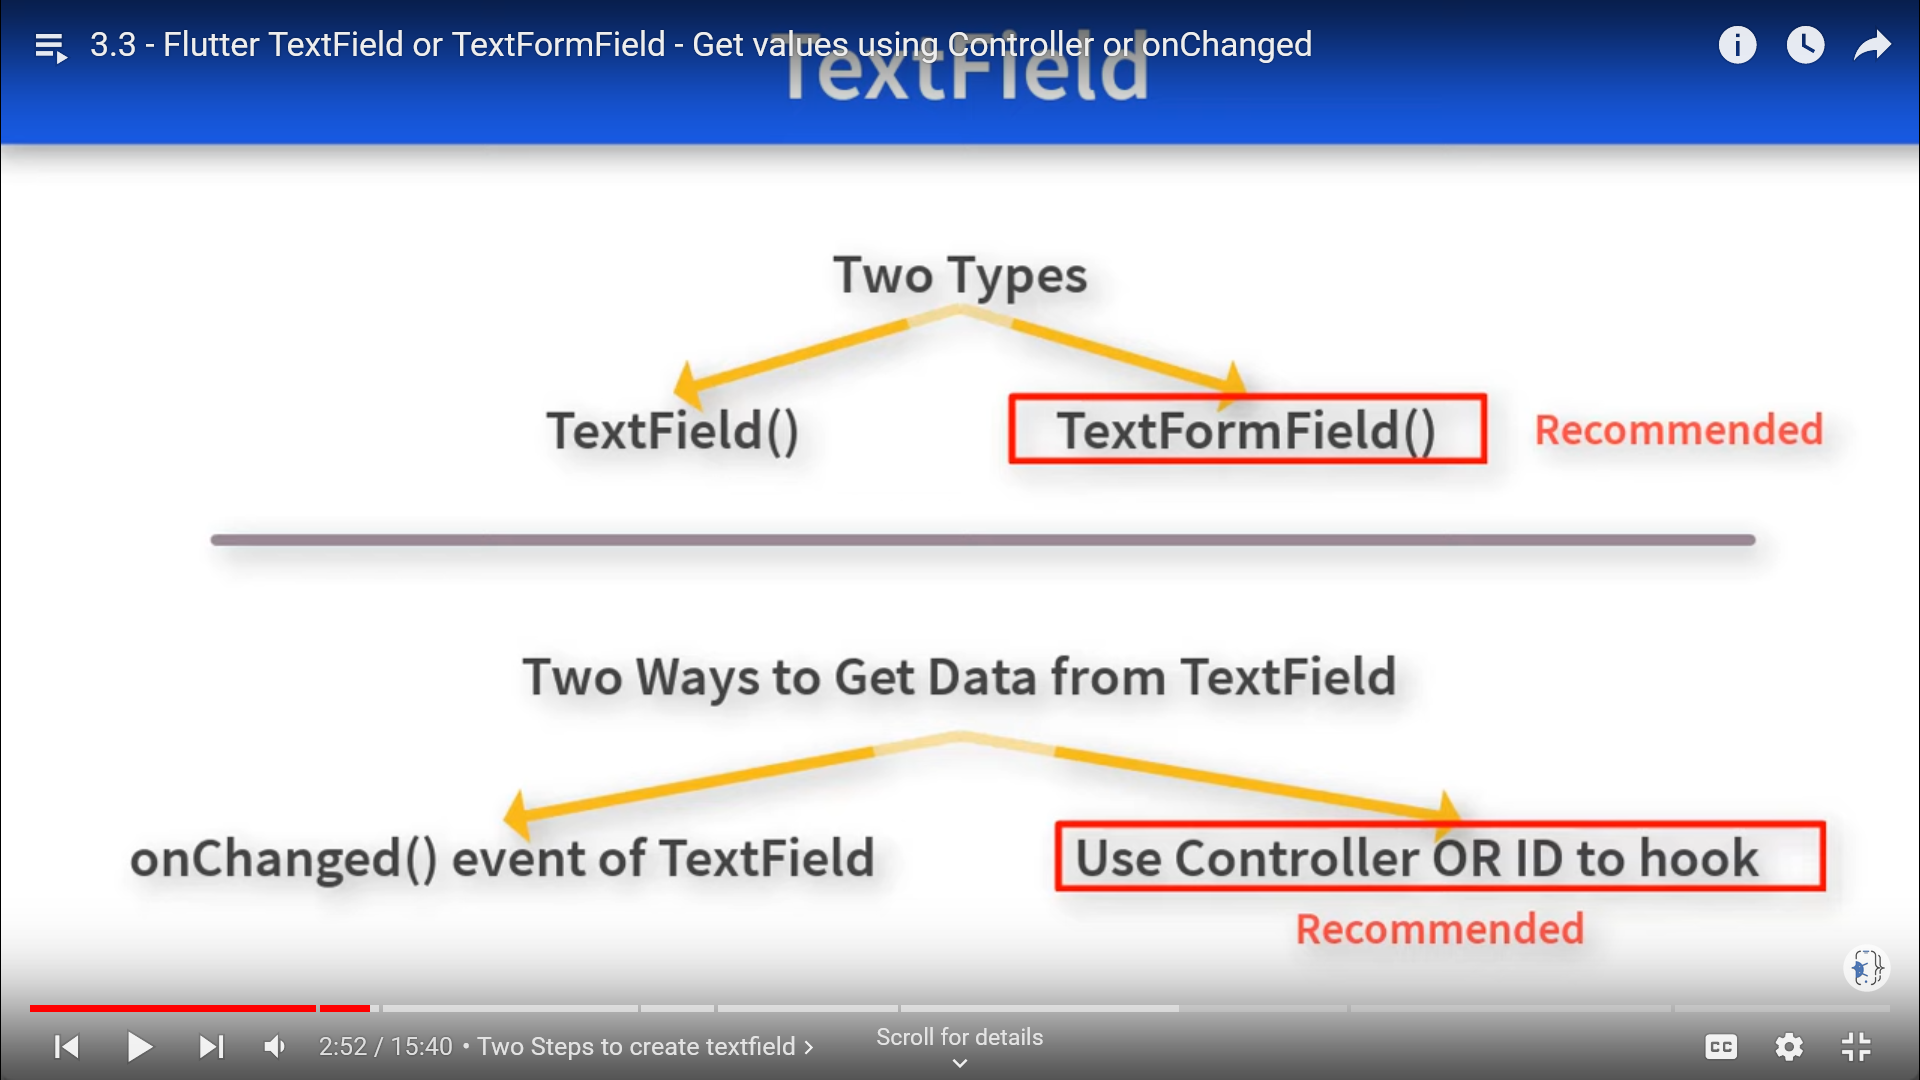 3.3 - Flutter TextField or TextFormField - Get values using Controller or onChanged
TextField
Two Types
TextField()
TextFormField()
Recommended
Two Ways to Get Data from TextField
onChanged() event of TextField
Use Controller OR ID to hook
Recommended
2:52 / 15:40 • Two Steps to create textfield >
Scroll for details
CC